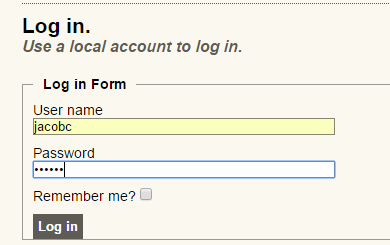 Log in.
Use a local account to log in.
Log in Form
User name
jacobc
Password
••••••
Remember me?
Log in